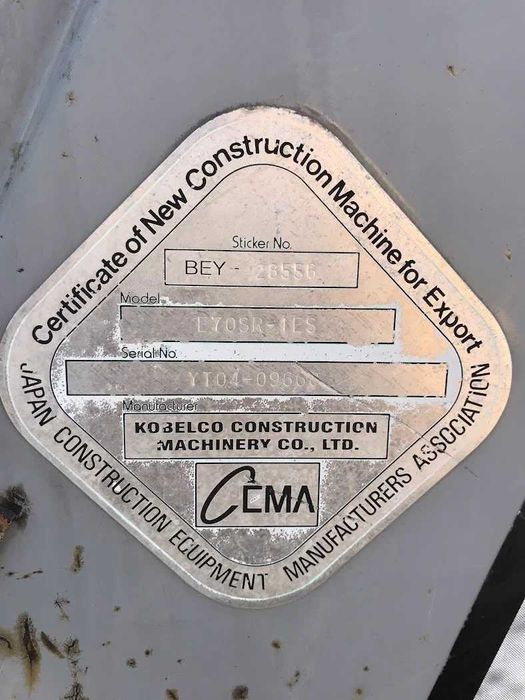 Certificate of New Construction Machine for Export
Sticker No.
BEY - 28556
Model
E70SR-1ES
Serial No.
Manufacturer
KOBELCO CONSTRUCTION
MACHINERY CO., LTD.
CEMA
JAPAN CONSTRUCTION EQUIPMENT MANUFACTURERS ASSOCIATION